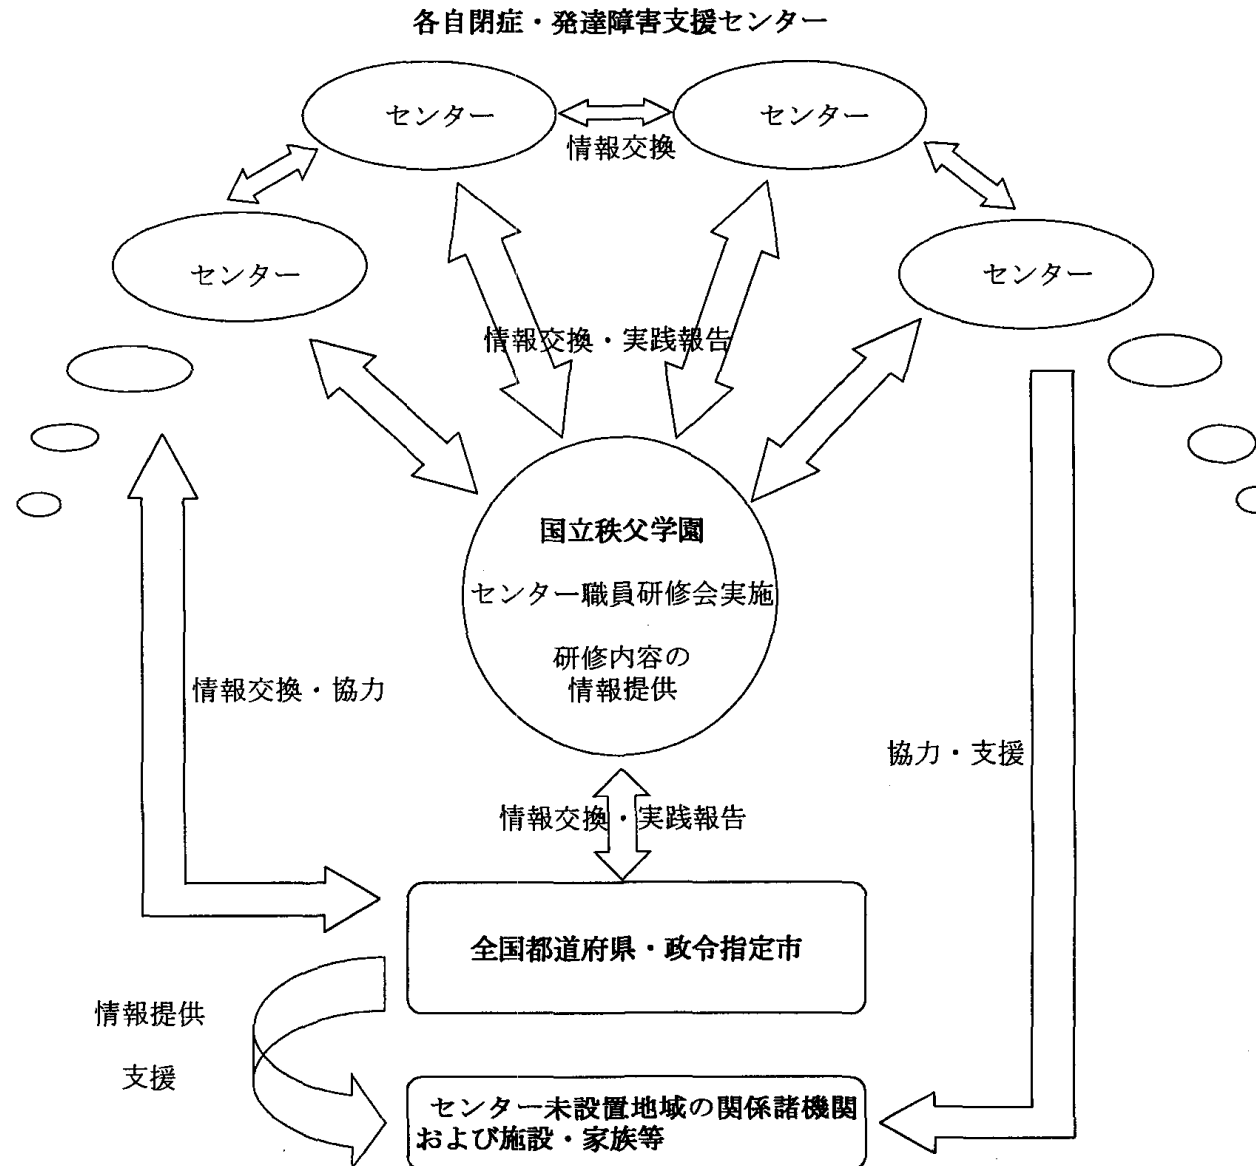 各自閉症・発達障害支援センター
センター
センター
情報交換
センター
センター
情報交換・実践報告
国立秩父学園
センター職員研修会実施
研修内容の
情報提供
情報交換・協力
協力・支援
情報交換・実践報告
全国都道府県・政令指定市
情報提供
支援
センター未設置地域の関係諸機関
および施設・家族等